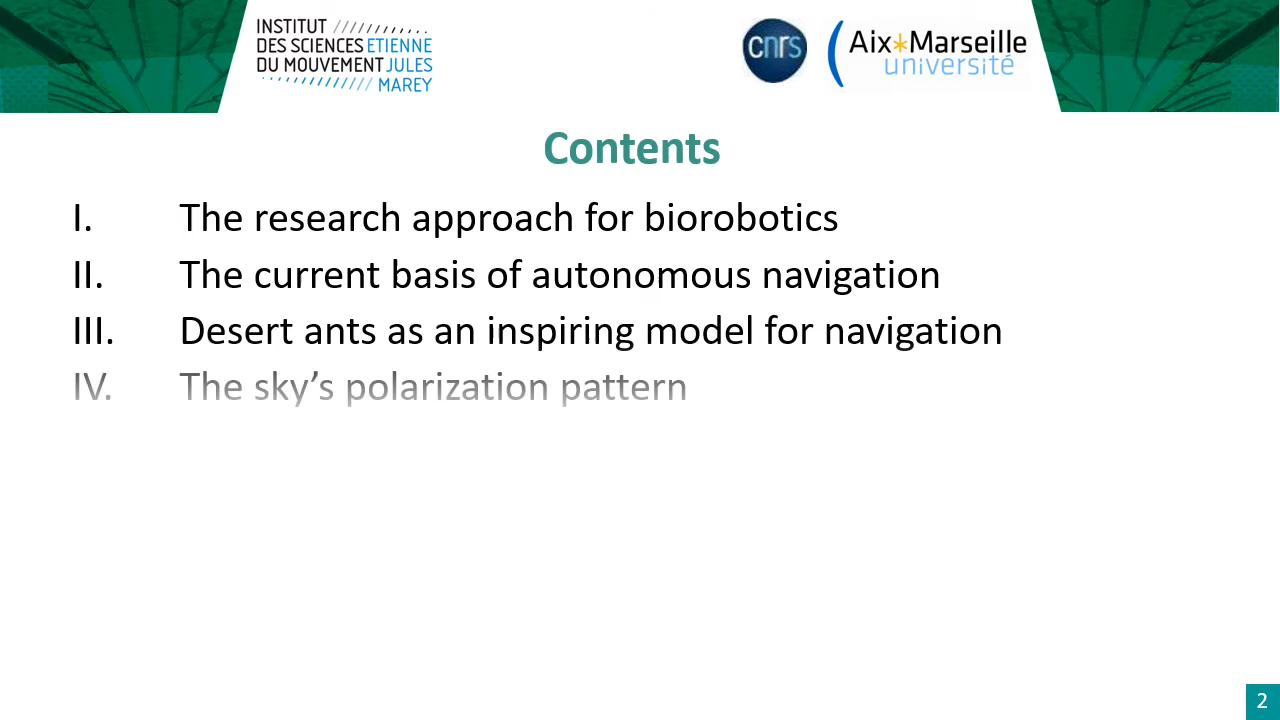 INSTITUT
DES SCIENCES ETIENNE
DU MOUVEMENT JULES
MAREY
cnrs
Aix*Marseille
université
Contents
I. The research approach for biorobotics
II. The current basis of autonomous navigation
III. Desert ants as an inspiring model for navigation
IV. The sky’s polarization pattern
2